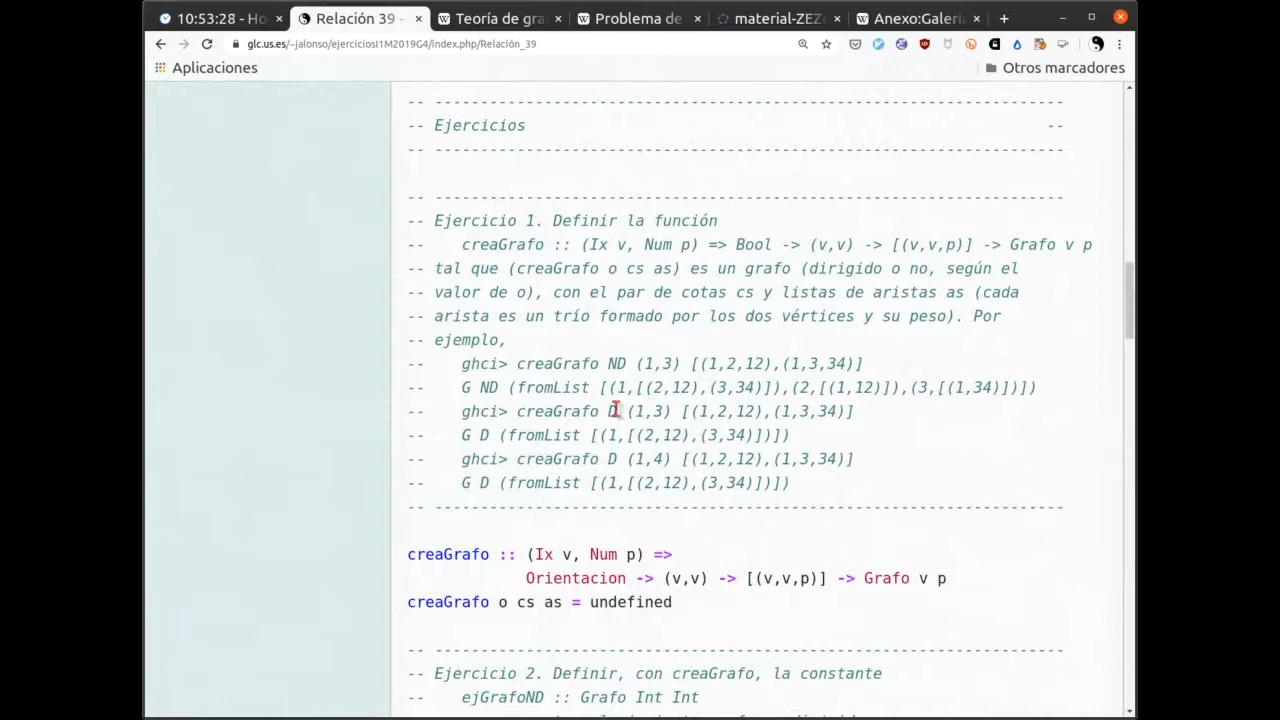 10:53:28 - Ho
Relación 39 -
Teoría de gra
Problema de
material-ZEZ
Anexo:Galerí
glc.us.es/~jalonso/ejerciciosI1M2019G4/index.php/Relación_39
Aplicaciones
Otros marcadores
-- ---------------------------------------------------------------------
-- Ejercicios                                                         --
-- ---------------------------------------------------------------------
-- ---------------------------------------------------------------------
-- Ejercicio 1. Definir la función
--    creaGrafo :: (Ix v, Num p) => Bool -> (v,v) -> [(v,v,p)] -> Grafo v p
-- tal que (creaGrafo o cs as) es un grafo (dirigido o no, según el
-- valor de o), con el par de cotas cs y listas de aristas as (cada
-- arista es un trío formado por los dos vértices y su peso). Por
-- ejemplo,
--    ghci> creaGrafo ND (1,3) [(1,2,12),(1,3,34)]
--    G ND (fromList [(1,[(2,12),(3,34)]),(2,[(1,12)]),(3,[(1,34)])])
--    ghci> creaGrafo D (1,3) [(1,2,12),(1,3,34)]
--    G D (fromList [(1,[(2,12),(3,34)])])
--    ghci> creaGrafo D (1,4) [(1,2,12),(1,3,34)]
--    G D (fromList [(1,[(2,12),(3,34)])])
-- ---------------------------------------------------------------------
creaGrafo :: (Ix v, Num p) =>
Orientacion -> (v,v) -> [(v,v,p)] -> Grafo v p
creaGrafo o cs as = undefined
-- ---------------------------------------------------------------------
-- Ejercicio 2. Definir, con creaGrafo, la constante
--    ejGrafoND :: Grafo Int Int